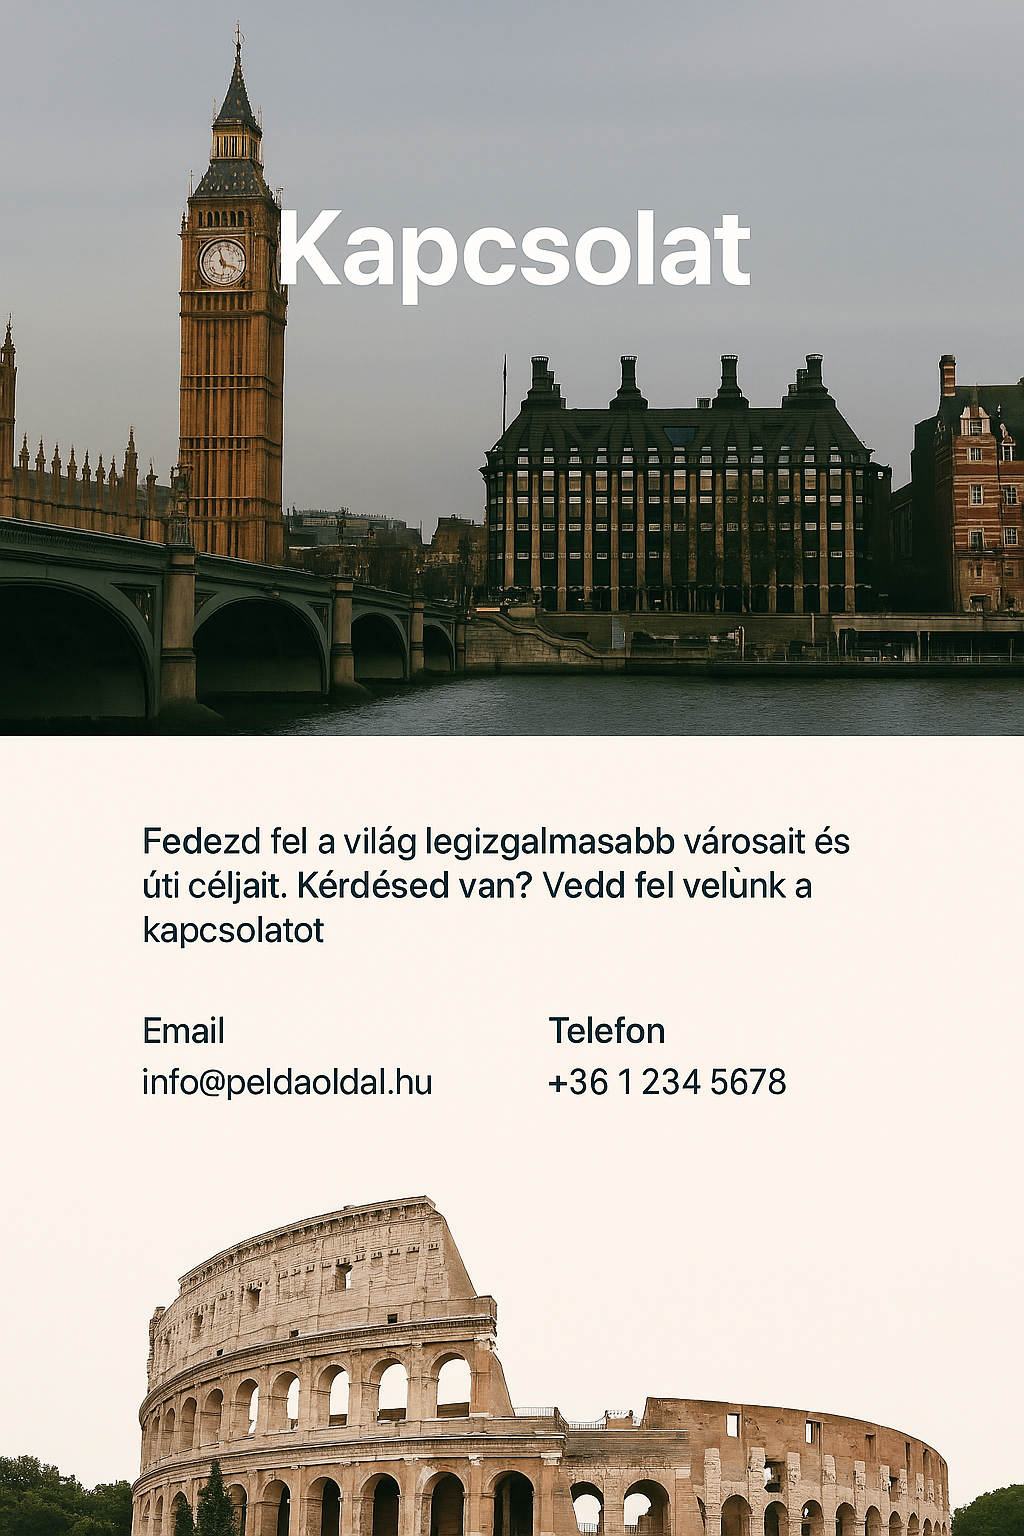 Kapcsolat
Fedezd fel a világ legizgalmasabb városait és
úti céljait. Kérdésed van? Vedd fel velùnk a
kapcsolatot
Email
info@peldaoldal.hu
Telefon
+36 1 234 5678